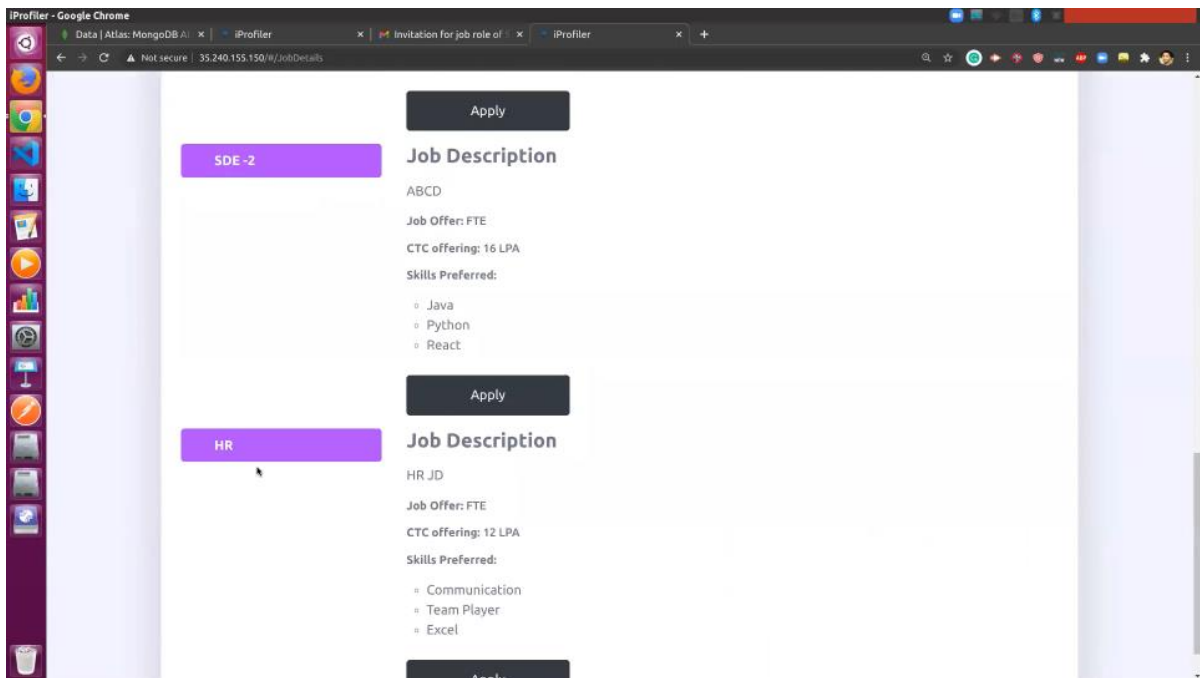 iProfiler - Google Chrome
Data | Atlas: MongoDB At
iProfiler
Invitation for job role of
iProfiler
Not secure | 35.240.155.150/#/JobDetails
Apply
SDE -2
Job Description
ABCD
Job Offer: FTE
CTC offering: 16 LPA
Skills Preferred:
Java
Python
React
Apply
HR
Job Description
HR JD
Job Offer: FTE
CTC offering: 12 LPA
Skills Preferred:
Communication
Team Player
Excel